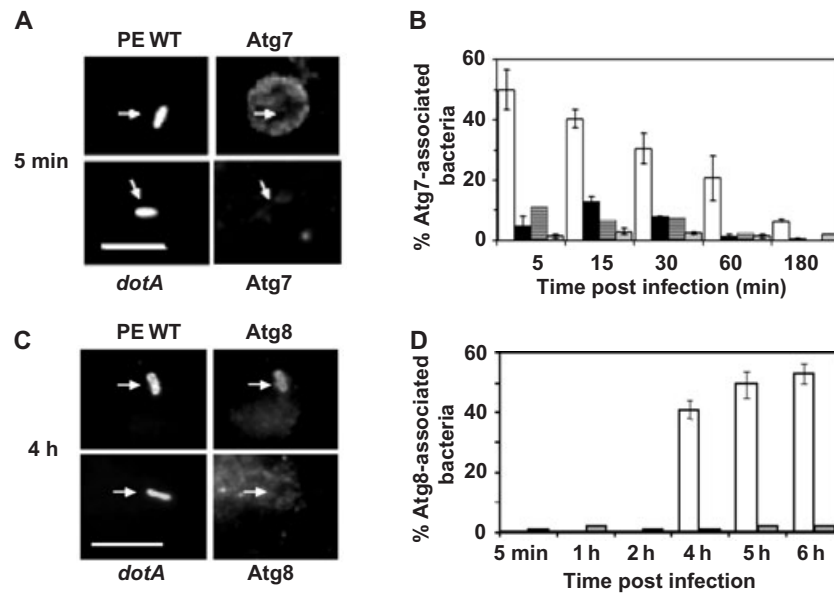 A
PE WT Atg7
5 min
dotA Atg7
B
% Atg7-associated
bacteria
60
40
20
0
5 15 30 60 180
Time post infection (min)
C
PE WT Atg8
4 h
dotA Atg8
D
% Atg8-associated
bacteria
60
40
20
0
5 min 1 h 2 h 4 h 5 h 6 h
Time post infection